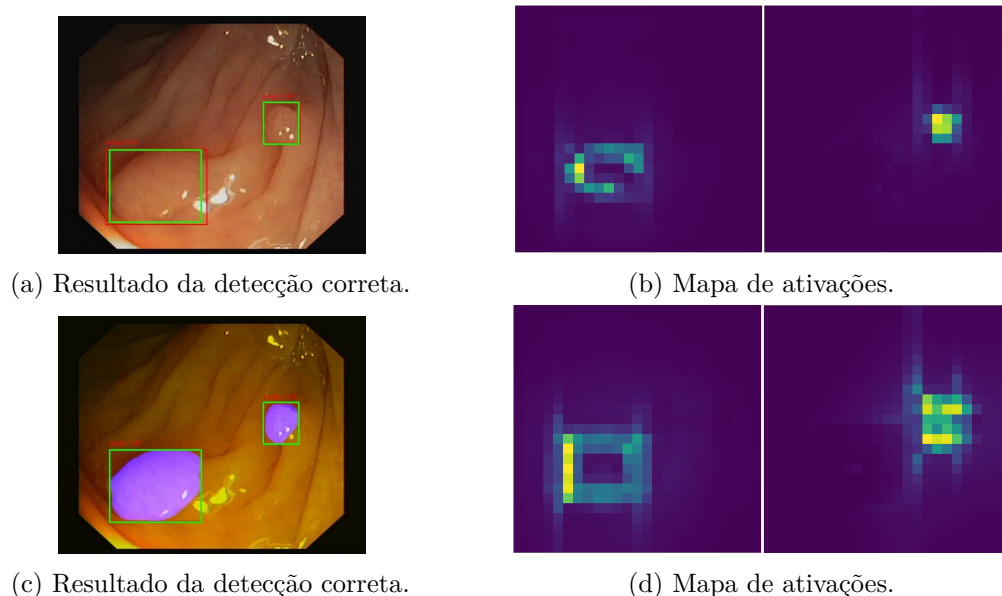 (a) Resultado da detecção correta.
(b) Mapa de ativações.
(c) Resultado da detecção correta.
(d) Mapa de ativações.